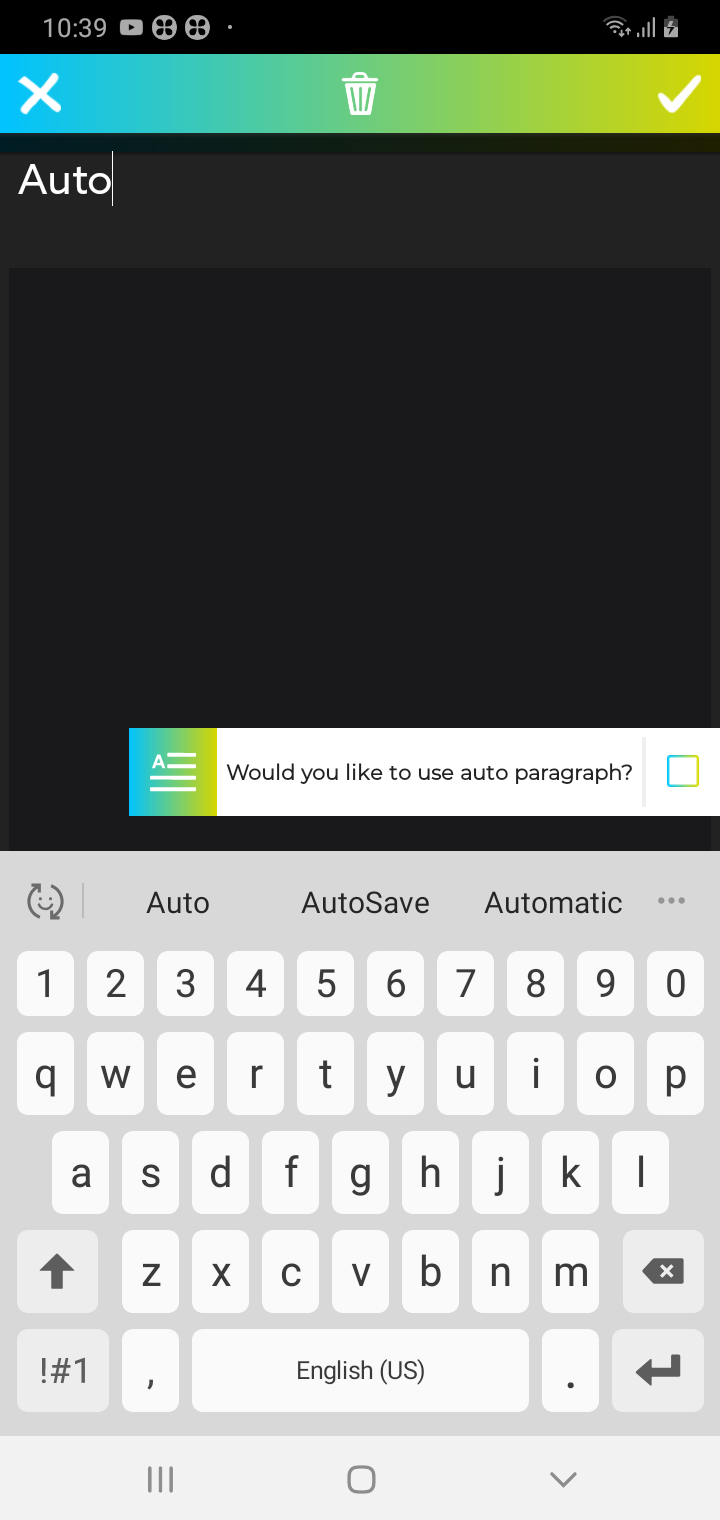 10:39
Auto
A
Would you like to use auto paragraph?
Auto AutoSave Automatic
1 2 3 4 5 6 7 8 9 0
q w e r t y u i o p
a s d f g h j k l
z x c v b n m
!#1 , English (US) .